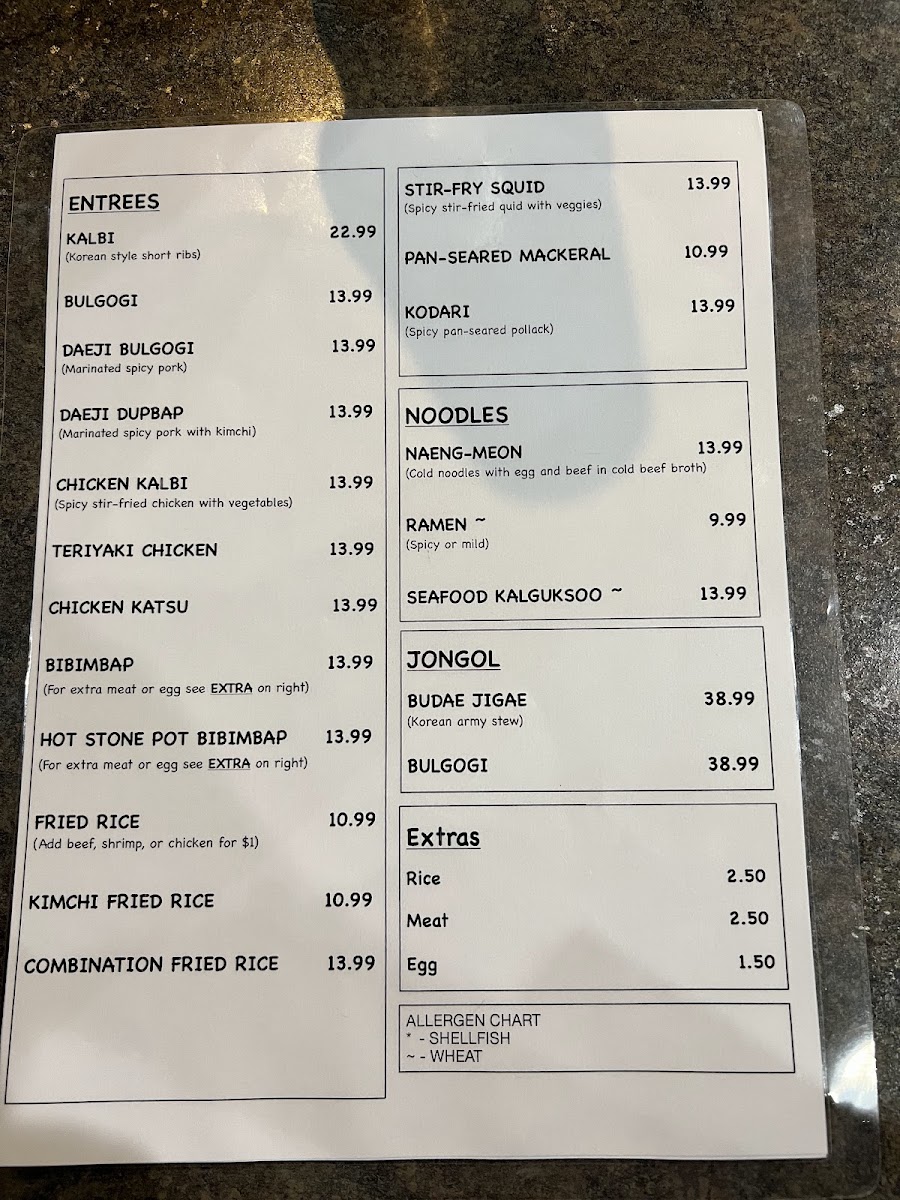 ENTREES
KALBI 22.99
(Korean style short ribs)
BULGOGI 13.99
DAEJI BULGOGI 13.99
(Marinated spicy pork)
DAEJI DUPBAP 13.99
(Marinated spicy pork with kimchi)
CHICKEN KALBI 13.99
(Spicy stir-fried chicken with vegetables)
TERIYAKI CHICKEN 13.99
CHICKEN KATSU 13.99
BIBIMBAP 13.99
(For extra meat or egg see EXTRA on right)
HOT STONE POT BIBIMBAP 13.99
(For extra meat or egg see EXTRA on right)
FRIED RICE 10.99
(Add beef, shrimp, or chicken for $1)
KIMCHI FRIED RICE 10.99
COMBINATION FRIED RICE 13.99
STIR-FRY SQUID 13.99
(Spicy stir-fried quid with veggies)
PAN-SEARED MACKERAL 10.99
KODARI 13.99
(Spicy pan-seared pollack)
NOODLES
NAENG-MEON 13.99
(Cold noodles with egg and beef in cold beef broth)
RAMEN ~ 9.99
(Spicy or mild)
SEAFOOD KALGUKSOO ~ 13.99
JONGOL
BUDAE JIGAE 38.99
(Korean army stew)
BULGOGI 38.99
Extras
Rice 2.50
Meat 2.50
Egg 1.50
ALLERGEN CHART
* - SHELLFISH
~ - WHEAT